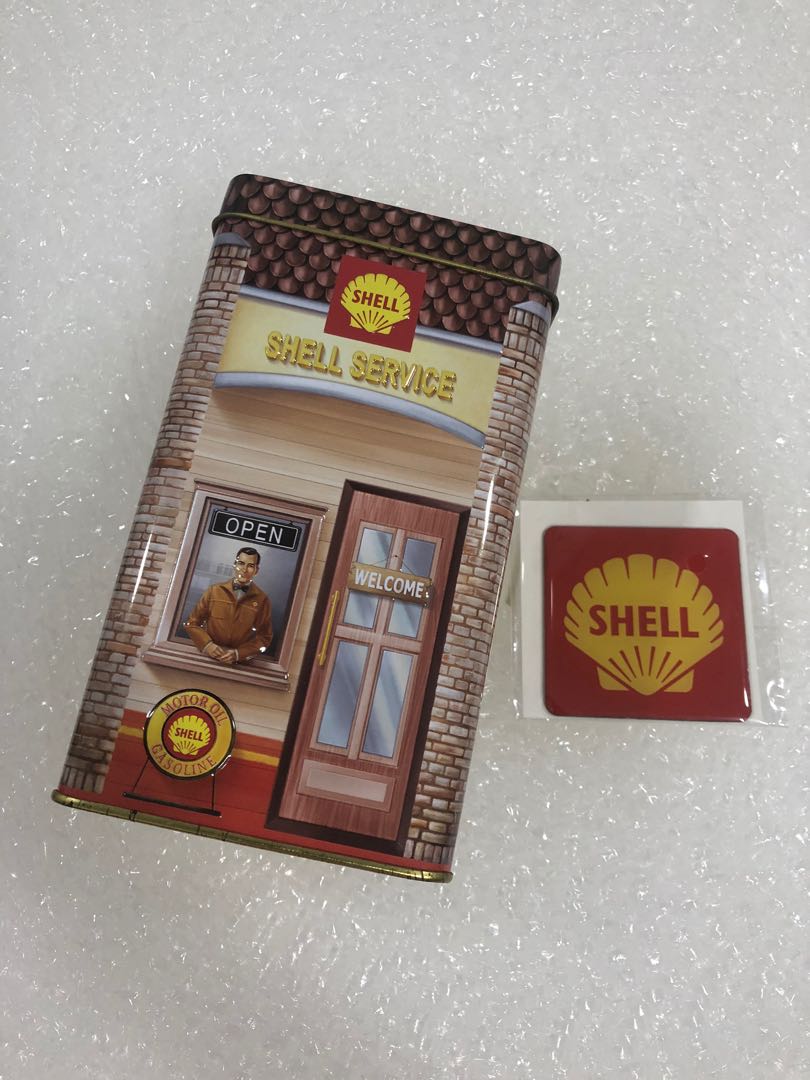 SHELL
SHELL SERVICE
OPEN
WELCOME
MOTOR OIL
SHELL
GASOLINE
SHELL